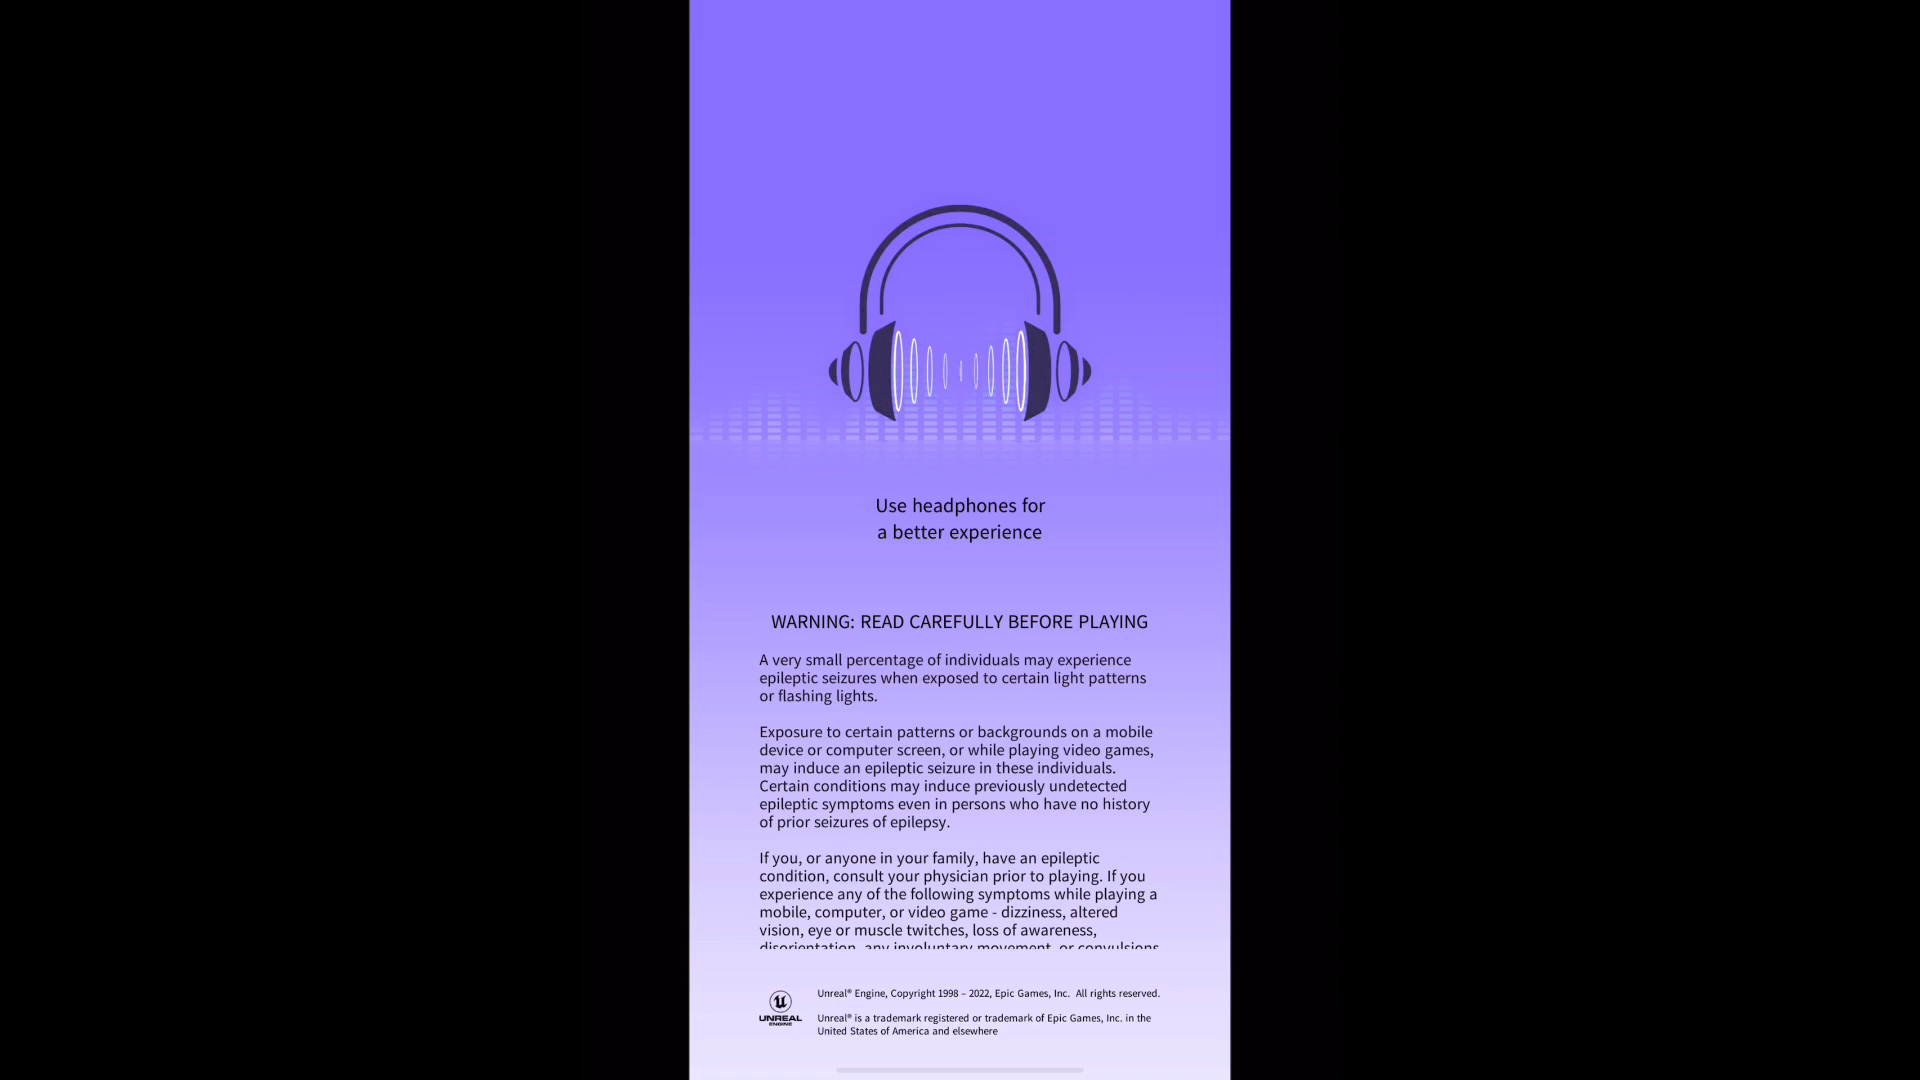 Use headphones for
a better experience
WARNING: READ CAREFULLY BEFORE PLAYING
A very small percentage of individuals may experience
epileptic seizures when exposed to certain light patterns
or flashing lights.
Exposure to certain patterns or backgrounds on a mobile
device or computer screen, or while playing video games,
may induce an epileptic seizure in these individuals.
Certain conditions may induce previously undetected
epileptic symptoms even in persons who have no history
of prior seizures of epilepsy.
If you, or anyone in your family, have an epileptic
condition, consult your physician prior to playing. If you
experience any of the following symptoms while playing a
mobile, computer, or video game - dizziness, altered
vision, eye or muscle twitches, loss of awareness,
disorientation, any involuntary movement, or convulsions
Unreal® Engine, Copyright 1998 – 2022, Epic Games, Inc. All rights reserved.
UNREAL
ENGINE
Unreal® is a trademark registered or trademark of Epic Games, Inc. in the
United States of America and elsewhere